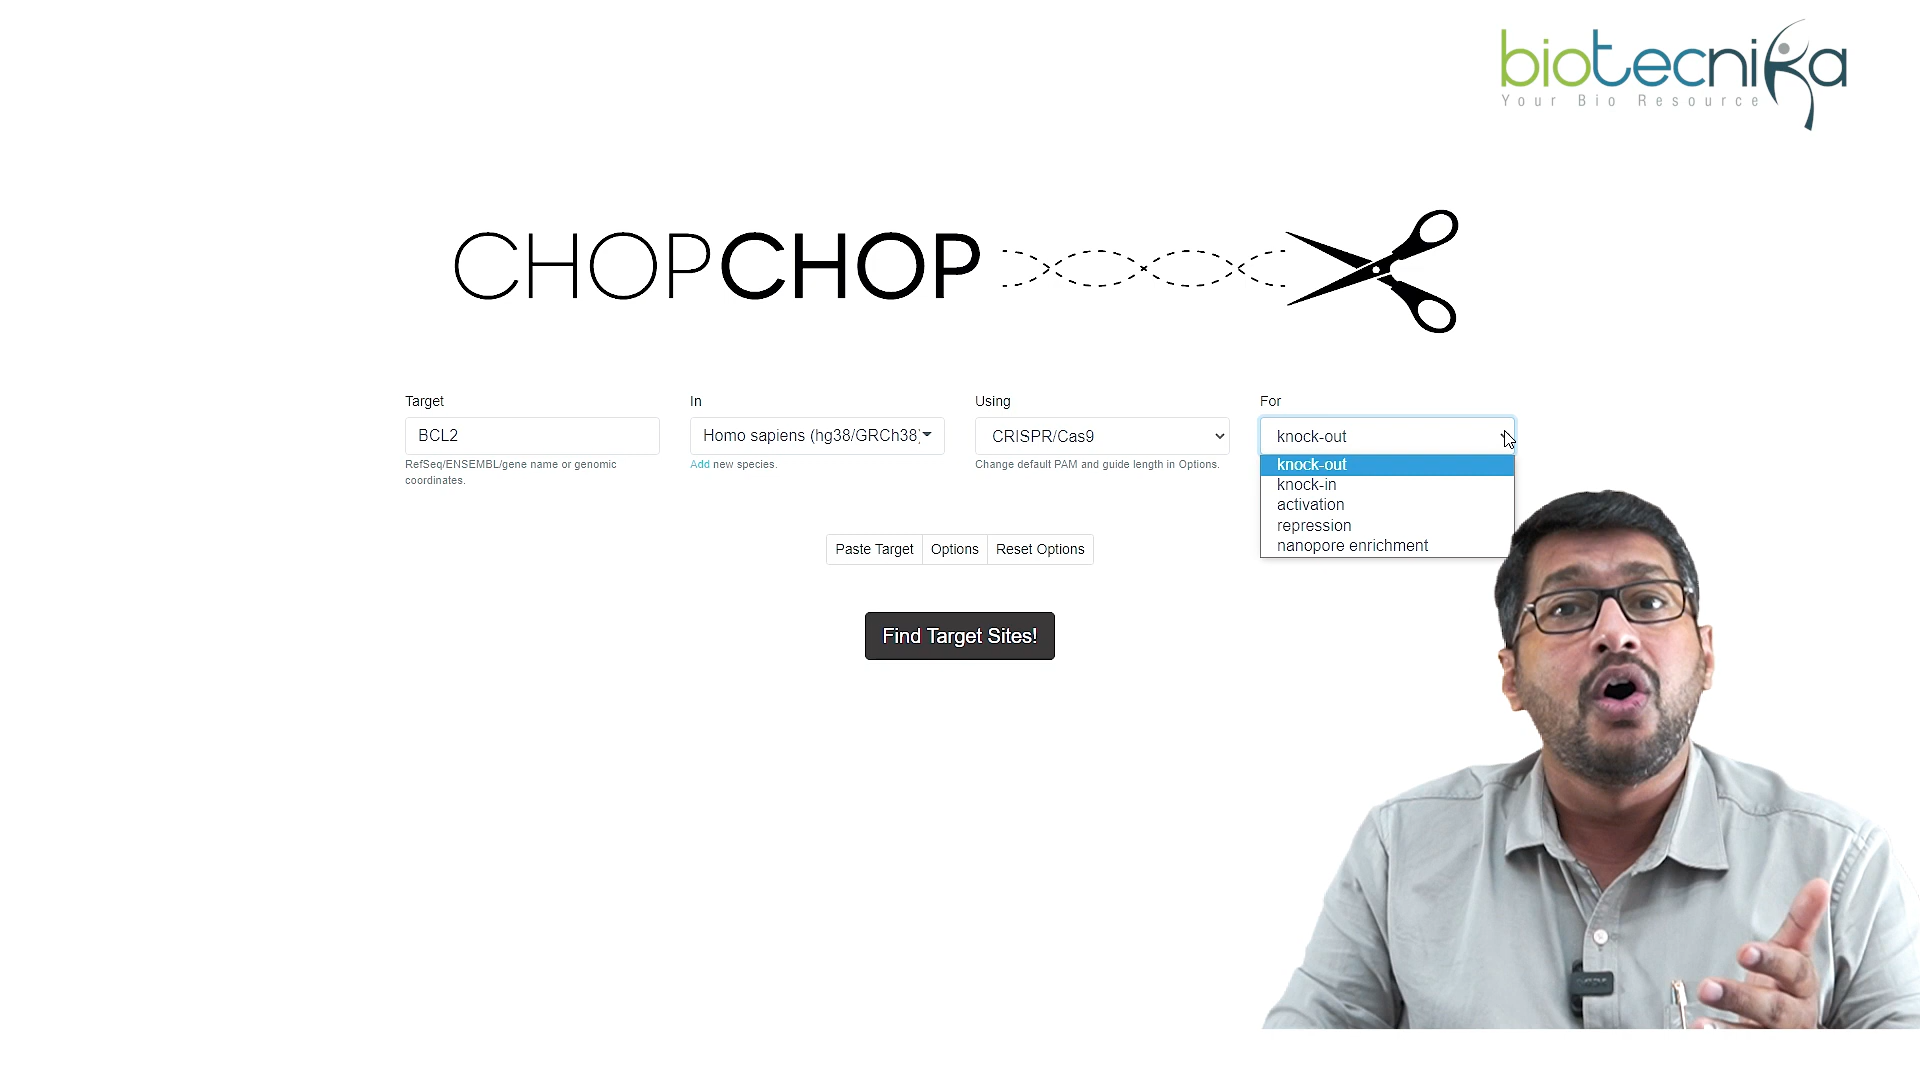 biotecnika
Your Bio Resource
CHOPCHOP
Target
In
Using
For
BCL2
Homo sapiens (hg38/GRCh38)
CRISPR/Cas9
knock-out
RefSeq/ENSEMBL/gene name or genomic
coordinates.
Add new species.
Change default PAM and guide length in Options.
knock-out
knock-in
activation
repression
nanopore enrichment
Paste Target
Options
Reset Options
Find Target Sites!